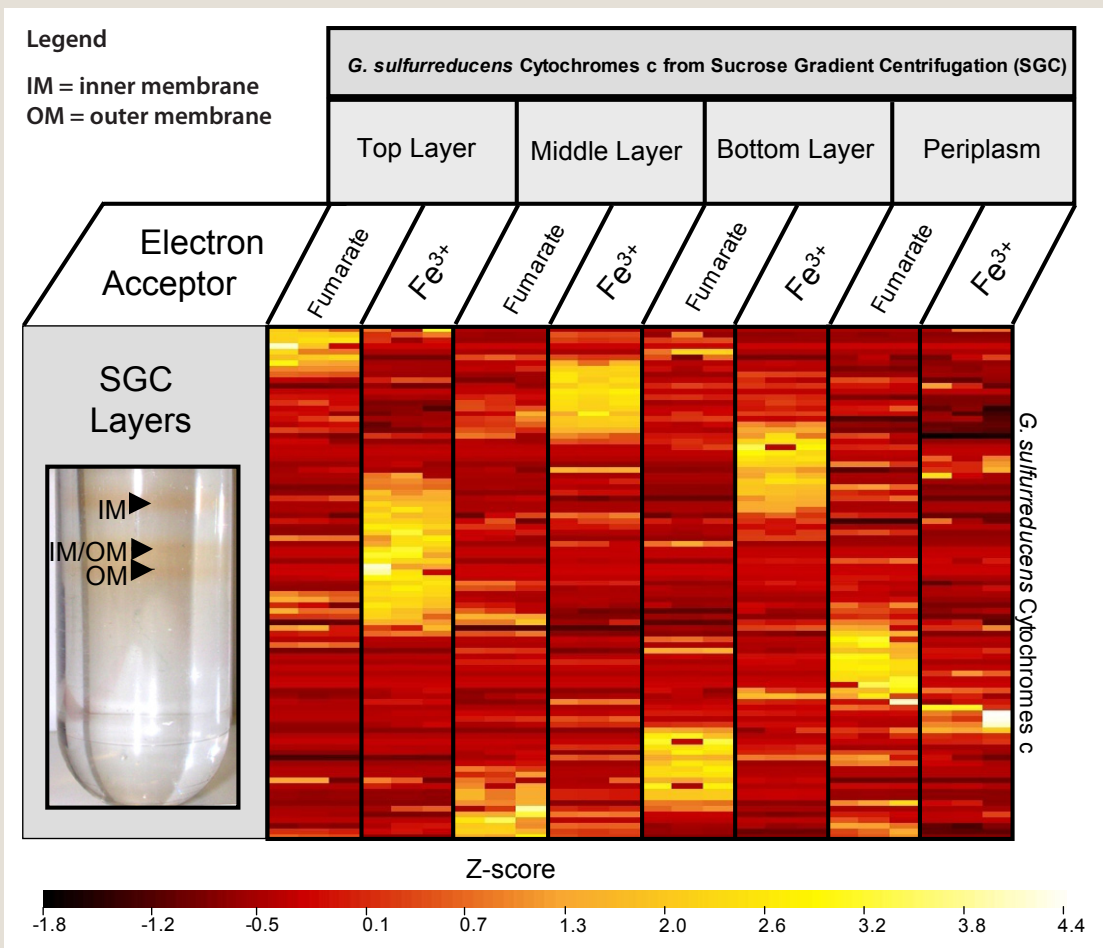 Legend
IM = inner membrane
OM = outer membrane
G. sulfurreducens Cytochromes c from Sucrose Gradient Centrifugation (SGC)
Top Layer
Middle Layer
Bottom Layer
Periplasm
Electron
Acceptor
Fumarate
Fe3+
Fumarate
Fe3+
Fumarate
Fe3+
Fumarate
Fe3+
SGC
Layers
IM
IM/OM
OM
G. sulfurreducens Cytochromes c
Z-score
-1.8 -1.2 -0.5 0.1 0.7 1.3 2.0 2.6 3.2 3.8 4.4